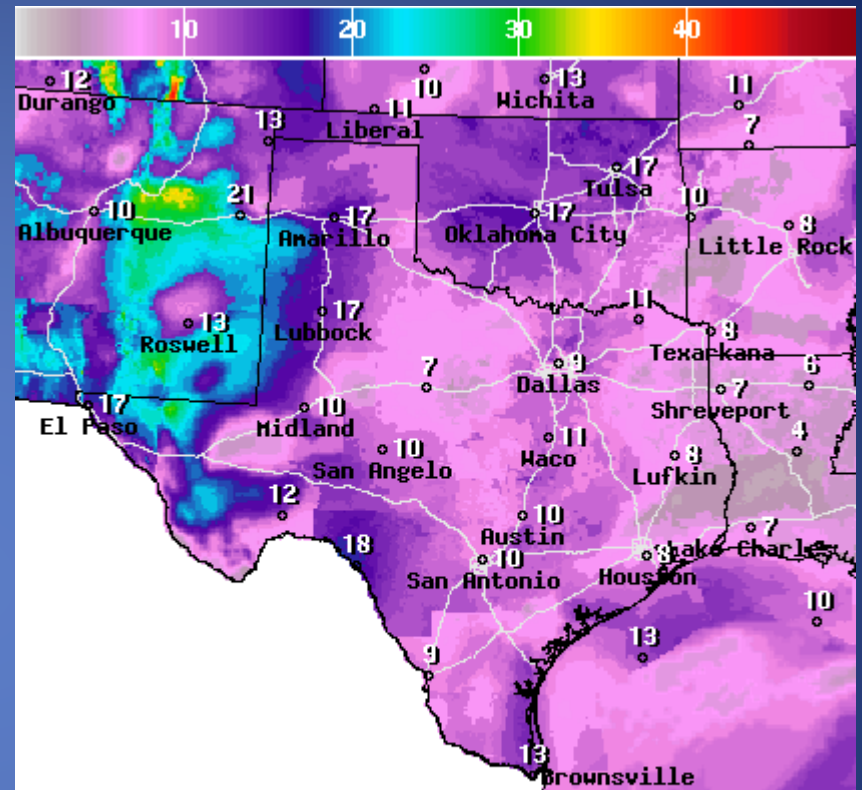 10 20 30 40
12 10 13 11
Durango Liberal 11 Wichita
13 7
17
Tulsa
10 21 17 17 10 8
Albuquerque Amarillo Oklahoma City Little Rock
13 17 11 8
Roswell Lubbock Texarkana
7 9 7 6
Dallas Shreveport
17 10
El Paso Midland 11 4
10 Waco 8
San Angelo Lufkin
12 10 7
Austin
18 10 8 Lake Charles
San Antonio Houston
10
13
9
13
Brownsville